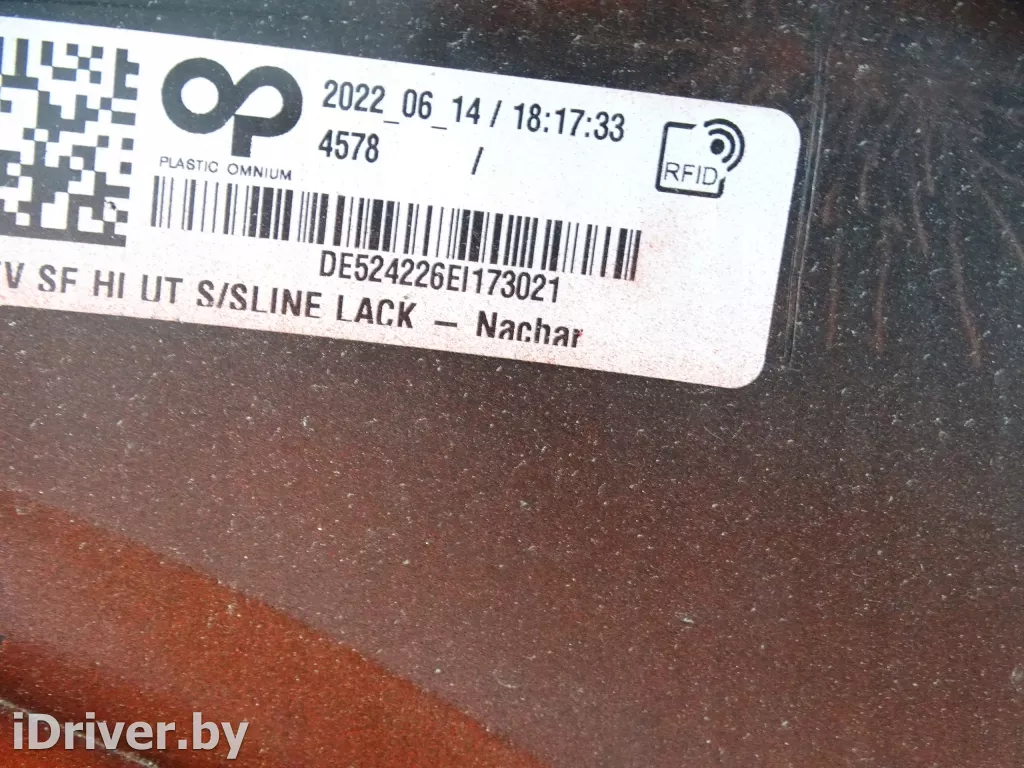 2022_06_14 / 18:17:33
4578 /
RFID
PLASTIC OMNIUM
DE524226EI173021
SF HI UT S/SLINE LACK – Nachar
iDriver.by